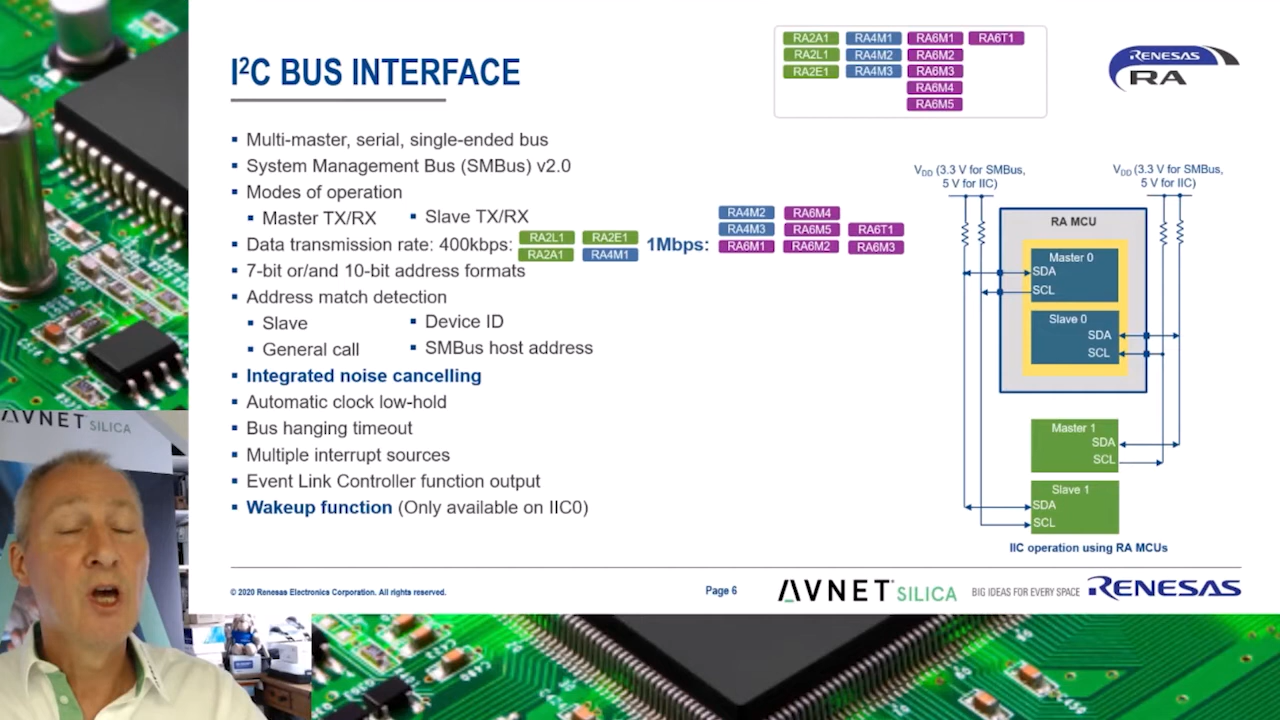 I²C BUS INTERFACE
RA2A1 RA4M1 RA6M1 RA6T1
RA2L1 RA4M2 RA6M2
RA2E1 RA4M3 RA6M3
RA6M4
RA6M5
RENESAS
RA
▪ Multi-master, serial, single-ended bus
▪ System Management Bus (SMBus) v2.0
▪ Modes of operation
▪ Master TX/RX ▪ Slave TX/RX
▪ Data transmission rate: 400kbps: RA2L1 RA2E1
RA2A1 RA4M1
1Mbps:
RA4M2 RA6M4
RA4M3 RA6M5 RA6T1
RA6M1 RA6M2 RA6M3
▪ 7-bit or/and 10-bit address formats
▪ Address match detection
▪ Slave ▪ Device ID
▪ General call ▪ SMBus host address
▪ Integrated noise cancelling
▪ Automatic clock low-hold
▪ Bus hanging timeout
▪ Multiple interrupt sources
▪ Event Link Controller function output
▪ Wakeup function (Only available on IIC0)
VDD (3.3 V for SMBus,
5 V for IIC)
VDD (3.3 V for SMBus,
5 V for IIC)
RA MCU
Master 0
SDA
SCL
Slave 0
SDA
SCL
Master 1
SDA
SCL
Slave 1
SDA
SCL
IIC operation using RA MCUs
© 2020 Renesas Electronics Corporation. All rights reserved.
Page 6
AVNET SILICA
BIG IDEAS FOR EVERY SPACE
RENESAS
AVNET SILICA